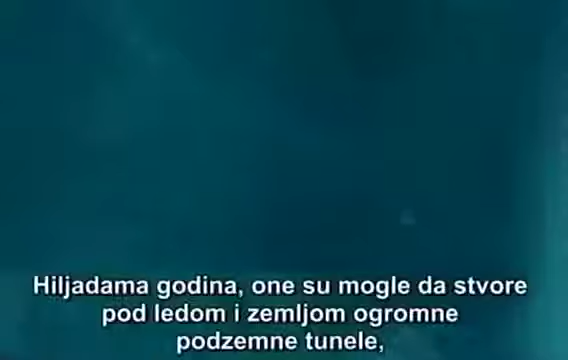 Hiljadama godina, one su mogle da stvore
pod ledom i zemljom ogromne
podzemne tunele,